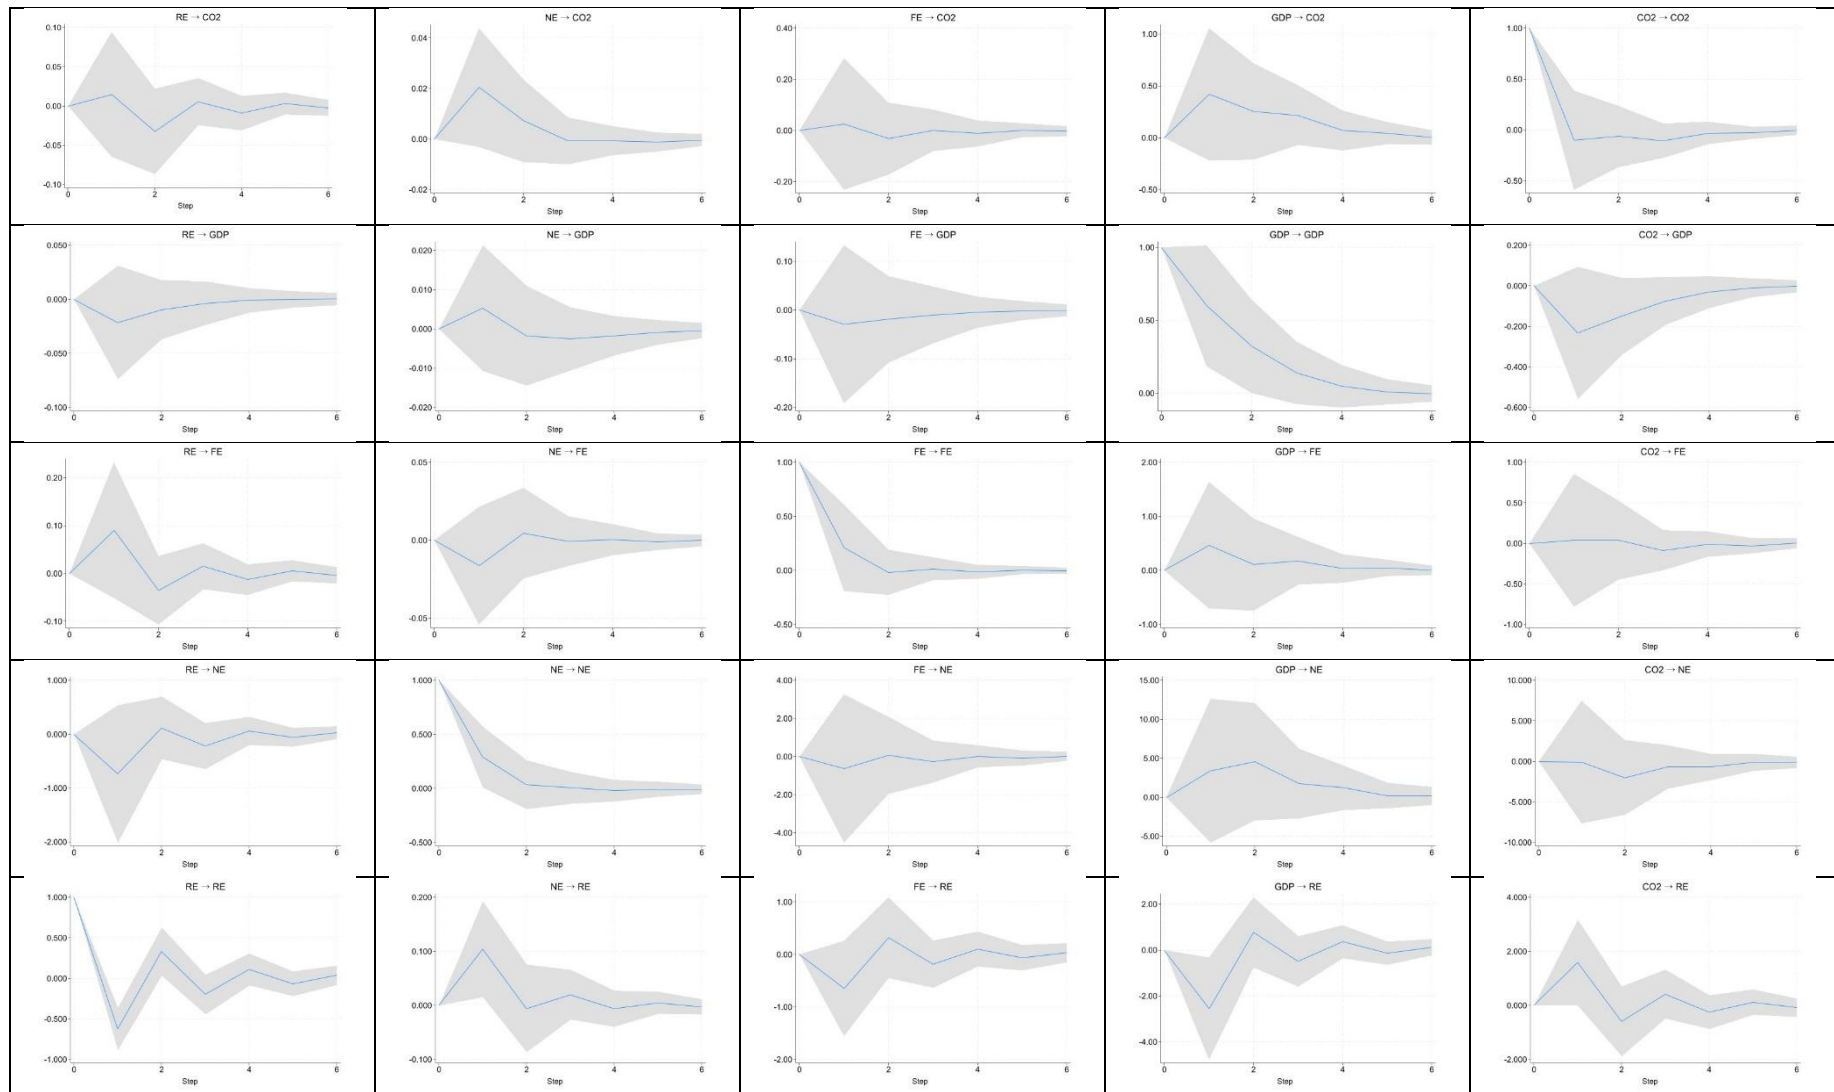 RE → CO2
0.10
0.05
0.00
-0.05
-0.10
0 2 4 6
Step
NE → CO2
0.04
0.02
0.00
-0.02
0 2 4 6
Step
FE → CO2
0.40
0.20
0.00
-0.20
0 2 4 6
Step
GDP → CO2
1.00
0.50
0.00
-0.50
0 2 4 6
Step
CO2 → CO2
1.00
0.50
0.00
-0.50
0 2 4 6
Step
RE → GDP
0.050
0.000
-0.050
-0.100
0 2 4 6
Step
NE → GDP
0.020
0.010
0.000
-0.010
-0.020
0 2 4 6
Step
FE → GDP
0.10
0.00
-0.10
-0.20
0 2 4 6
Step
GDP → GDP
1.00
0.50
0.00
0 2 4 6
Step
CO2 → GDP
0.200
0.000
-0.200
-0.400
-0.600
0 2 4 6
Step
RE → FE
0.20
0.10
0.00
-0.10
0 2 4 6
Step
NE → FE
0.05
0.00
-0.05
0 2 4 6
Step
FE → FE
1.00
0.50
0.00
-0.50
0 2 4 6
Step
GDP → FE
2.00
1.00
0.00
-1.00
0 2 4 6
Step
CO2 → FE
1.00
0.50
0.00
-0.50
-1.00
0 2 4 6
Step
RE → NE
1.000
0.000
-1.000
-2.000
0 2 4 6
Step
NE → NE
1.000
0.500
0.000
-0.500
0 2 4 6
Step
FE → NE
4.00
2.00
0.00
-2.00
-4.00
0 2 4 6
Step
GDP → NE
15.00
10.00
5.00
0.00
-5.00
0 2 4 6
Step
CO2 → NE
10.000
5.000
0.000
-5.000
-10.000
0 2 4 6
Step
RE → RE
1.000
0.500
0.000
-0.500
-1.000
0 2 4 6
Step
NE → RE
0.200
0.100
0.000
-0.100
0 2 4 6
Step
FE → RE
1.00
0.00
-1.00
-2.00
0 2 4 6
Step
GDP → RE
2.00
0.00
-2.00
-4.00
0 2 4 6
Step
CO2 → RE
4.000
2.000
0.000
-2.000
0 2 4 6
Step